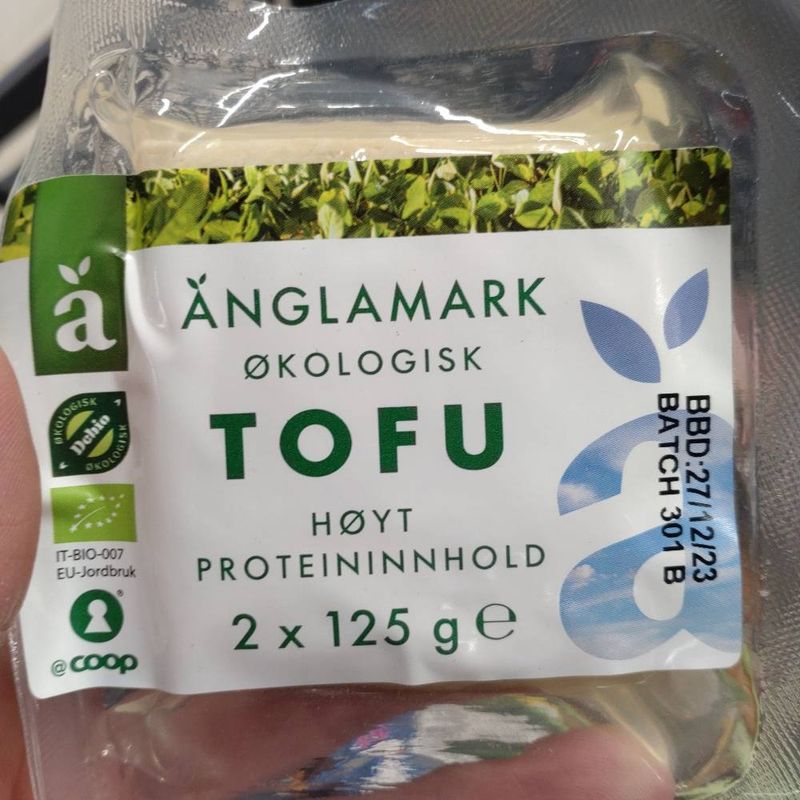 å
ÄNGLAMARK
ØKOLOGISK
TOFU
HØYT
PROTEININNHOLD
2 x 125 g ℮
ØKOLOGISK
Debio
ØKOLOGISK
IT-BIO-007
EU-Jordbruk
®
@coop
ä
BBD:27/12/23
BATCH 301 B